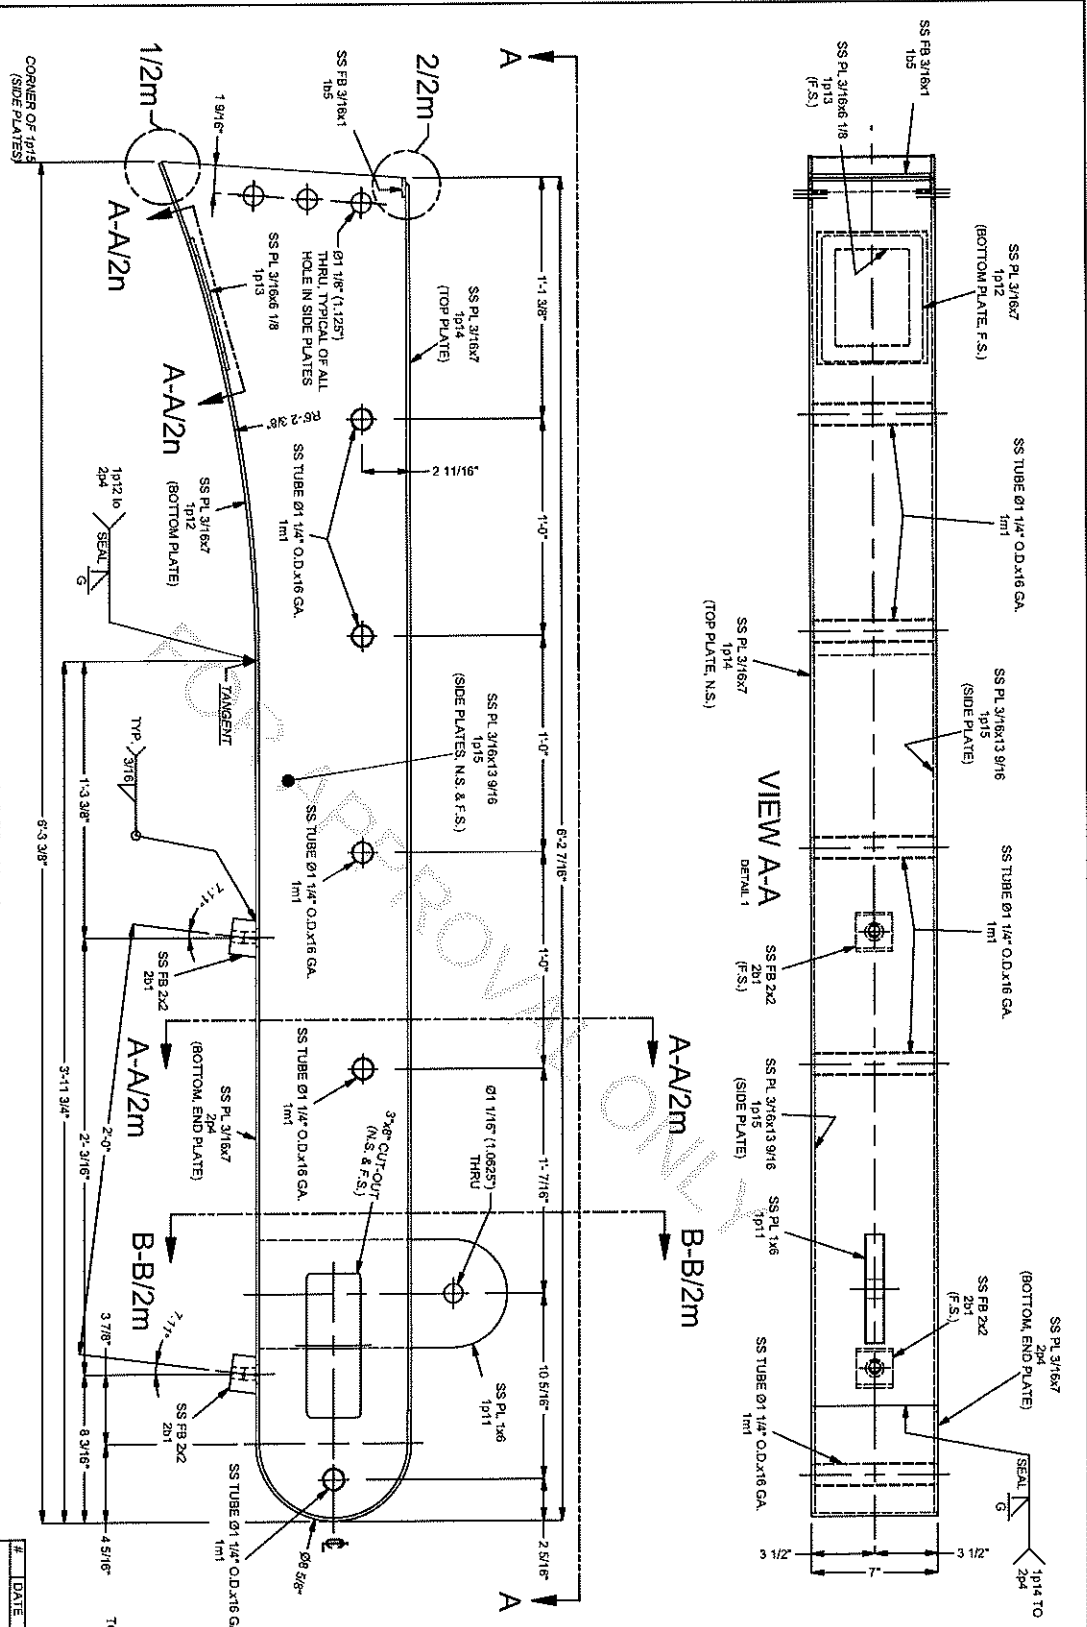 SS FB 3/16x1
1b5
SS PL 3/16x6 1/8
1p13
(F.S.)
SS PL 3/16x7
1p12
(BOTTOM PLATE, F.S.)
SS TUBE Ø1 1/4" O.D.x16 GA.
1m1
SS PL 3/16x7
1p14
(TOP PLATE, N.S.)
SS PL 3/16x13 9/16
1p15
(SIDE PLATE)
VIEW A-A
DETAIL 1
SS TUBE Ø1 1/4" O.D.x16 GA.
1m1
SS FB 2x2
2b1
(F.S.)
SS PL 3/16x13 9/16
1p15
(SIDE PLATE)
SS PL 1x6
1p11
SS FB 2x2
2b1
(F.S.)
SS PL 3/16x7
2p4
(BOTTOM, END PLATE)
SS TUBE Ø1 1/4" O.D.x16 GA.
1m1
SEAL
G
1p14 TO
2p4
3 1/2"
3 1/2"
7"
A
A
6'-2 7/16"
1'-1 3/8"
1'-0"
1'-0"
1'-0"
1'- 7/16"
10 5/16"
2 5/16"
2/2m
SS FB 3/16x1
1b5
1/2m
1 9/16"
CORNER OF 1p15
(SIDE PLATES)
Ø1 1/8" (1.125")
THRU, TYPICAL OF ALL
HOLE IN SIDE PLATES
SS PL 3/16x6 1/8
1p13
A-A/2n
A-A/2n
SS PL 3/16x7
1p14
(TOP PLATE)
R6'-2 3/8"
2 11/16"
SS TUBE Ø1 1/4" O.D.x16 GA.
1m1
SS PL 3/16x7
1p12
(BOTTOM PLATE)
1p12 to
2p4
SEAL
G
TANGENT
SS PL 3/16x13 9/16
1p15
(SIDE PLATES, N.S. & F.S.)
SS TUBE Ø1 1/4" O.D.x16 GA.
1m1
TYP.
3/16
7.11°
SS FB 2x2
2b1
A-A/2m
A-A/2m
SS TUBE Ø1 1/4" O.D.x16 GA.
1m1
SS PL 3/16x7
2p4
(BOTTOM, END PLATE)
3"x8" CUT-OUT
(N.S. & F.S.)
Ø1 1/16" (1.0625")
THRU
B-B/2m
B-B/2m
SS PL 1x6
1p11
SS FB 2x2
2b1
SS TUBE Ø1 1/4" O.D.x16 G
1m1
Ø8 5/8"
℄
2'-0"
1'-3 3/8"
2'- 3/16"
3 7/8"
8 3/16"
4 5/16"
3'-11 3/4"
6'-3 3/8"
FOR APPROVAL ONLY
# DATE